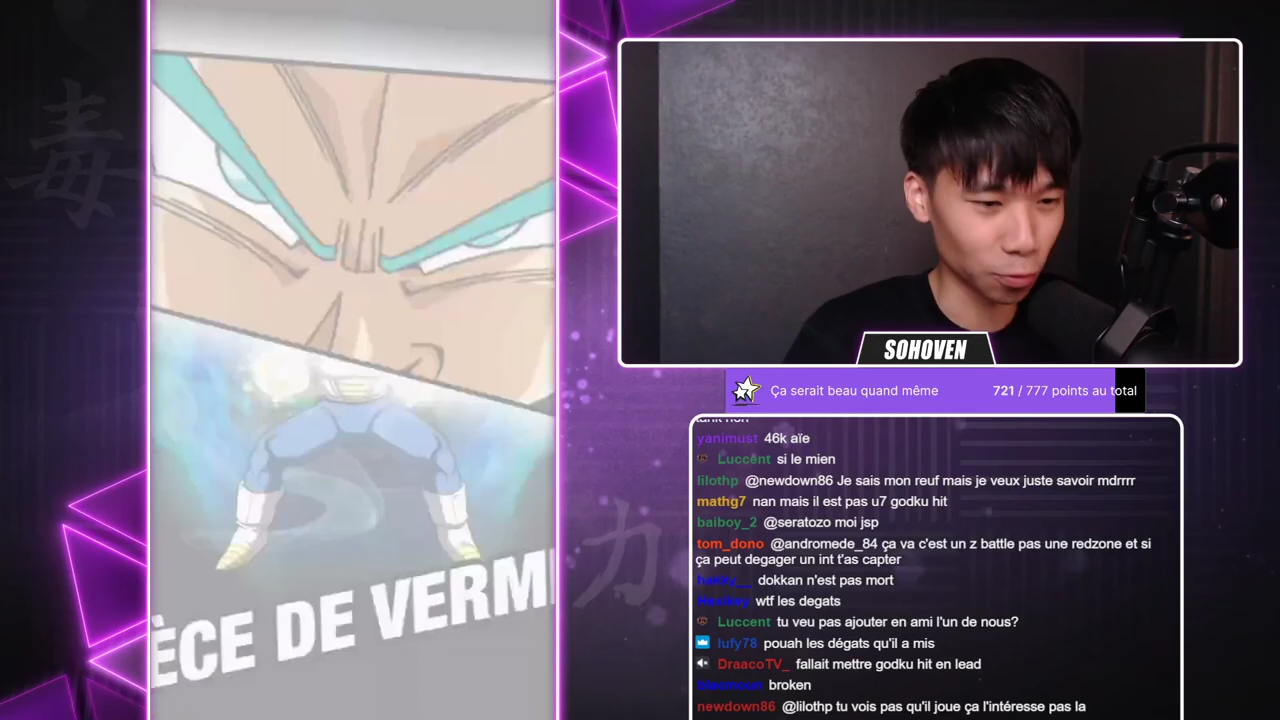 毒
力
ÈCE DE VERMI
SOHOVEN
Ça serait beau quand même 721 / 777 points au total
tank non
yanimust 46k aïe
Luccent si le mien
lilothp @newdown86 Je sais mon reuf mais je veux juste savoir mdrrrr
mathg7 nan mais il est pas u7 godku hit
baiboy_2 @seratozo moi jsp
tom_dono @andromede_84 ça va c'est un z battle pas une redzone et si
ça peut degager un int t'as capter
dokkan n'est pas mort
wtf les degats
Luccent tu veu pas ajouter en ami l'un de nous?
lufy78 pouah les dégats qu'il a mis
DraacoTV_ fallait mettre godku hit en lead
broken
newdown86 @lilothp tu vois pas qu'il joue ça l'intéresse pas la